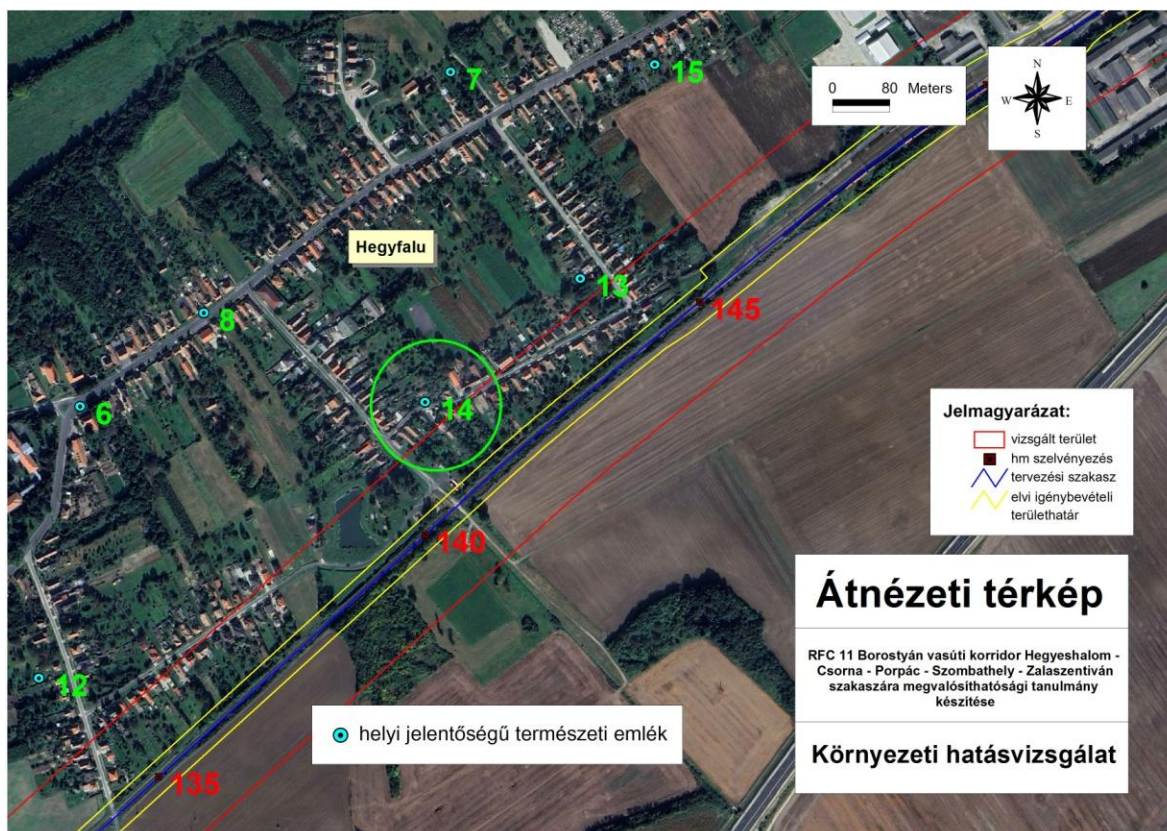 7
15
0 80 Meters
N
W E
S
Hegyfalu
13
8
145
14
6
Jelmagyarázat:
vizsgált terület
hm szelvényezés
tervezési szakasz
elvi igénybevételi
területhatár
140
Átnézeti térkép
RFC 11 Borostyán vasúti korridor Hegyeshalom -
Csorna - Porpác - Szombathely - Zalaszentiván
szakaszára megvalósíthatósági tanulmány
készítése
12
helyi jelentőségű természeti emlék
Környezeti hatásvizsgálat
135